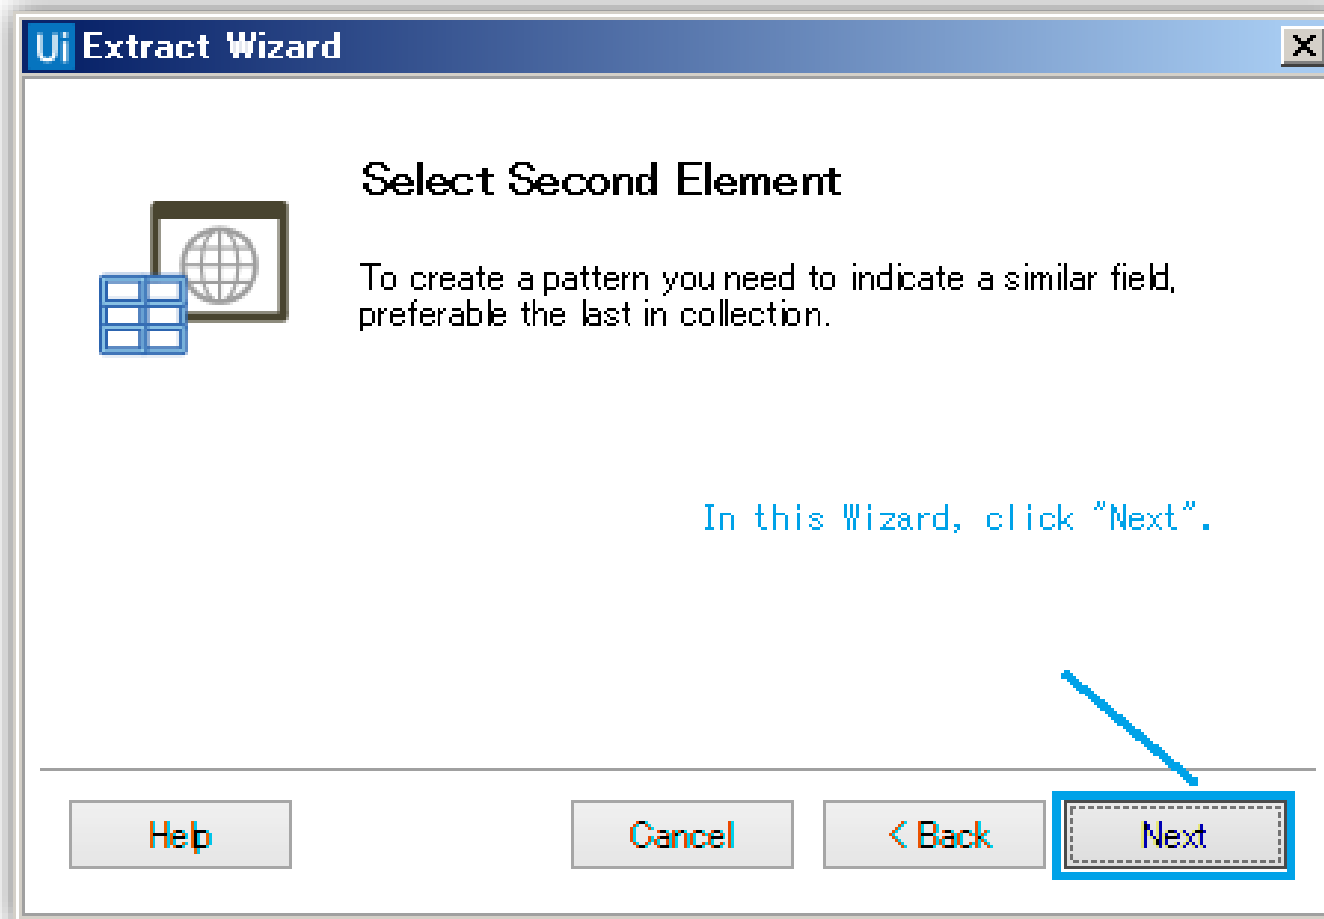 Ui Extract Wizard
Select Second Element
To create a pattern you need to indicate a similar field,
preferable the last in collection.
In this Wizard, click "Next".
Help
Cancel
< Back
Next